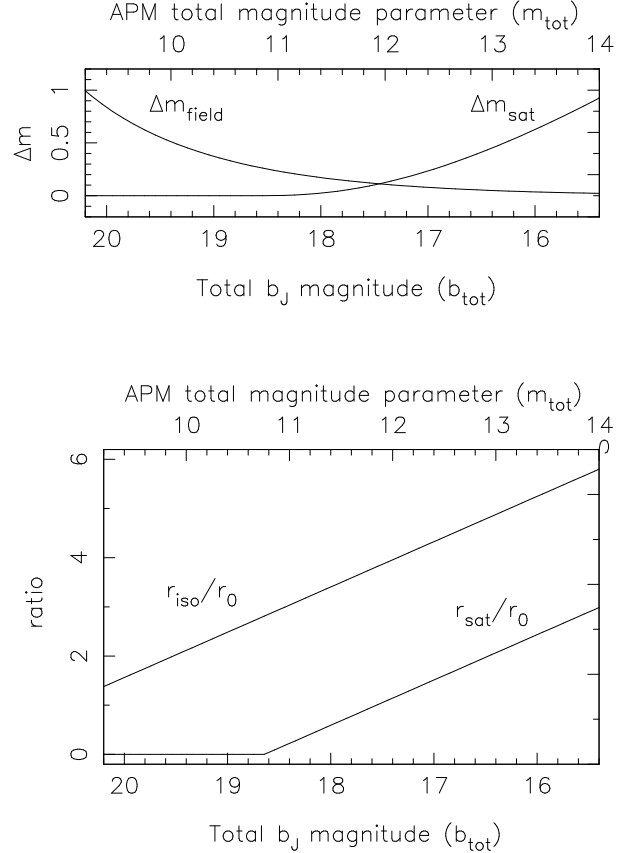 APM total magnitude parameter (m_tot)
10 11 12 13 14
1
0.5
0
Δm
Δm_field
Δm_sat
20 19 18 17 16
Total b_J magnitude (b_tot)
APM total magnitude parameter (m_tot)
10 11 12 13 14
0
6
4
2
0
ratio
r_iso/r_0
r_sat/r_0
20 19 18 17 16
Total b_J magnitude (b_tot)